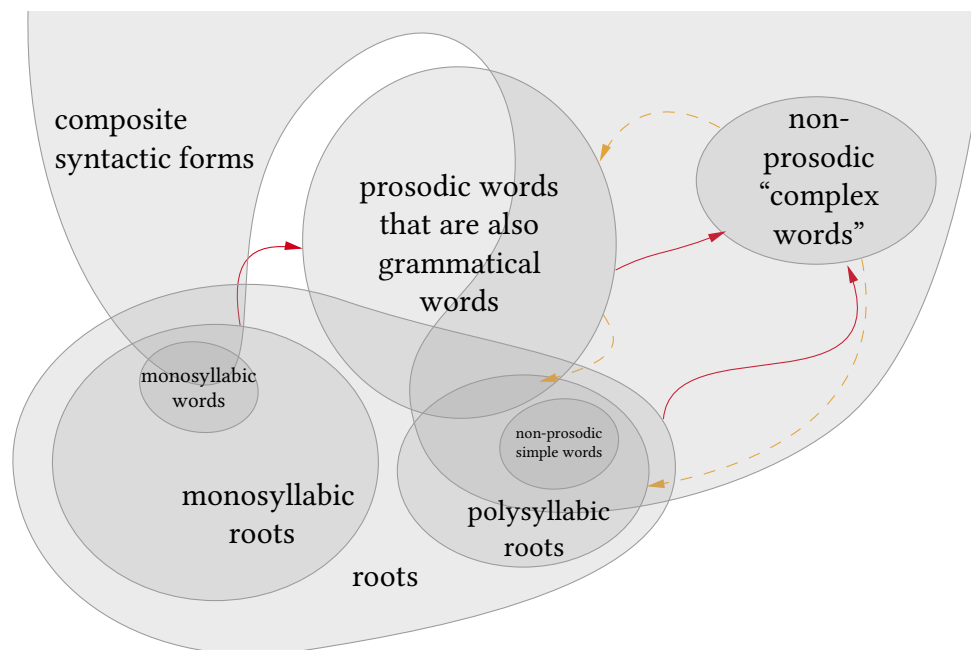 composite
syntactic forms
non-
prosodic
“complex
words”
prosodic words
that are also
grammatical
words
monosyllabic
words
non-prosodic
simple words
monosyllabic
roots
polysyllabic
roots
roots